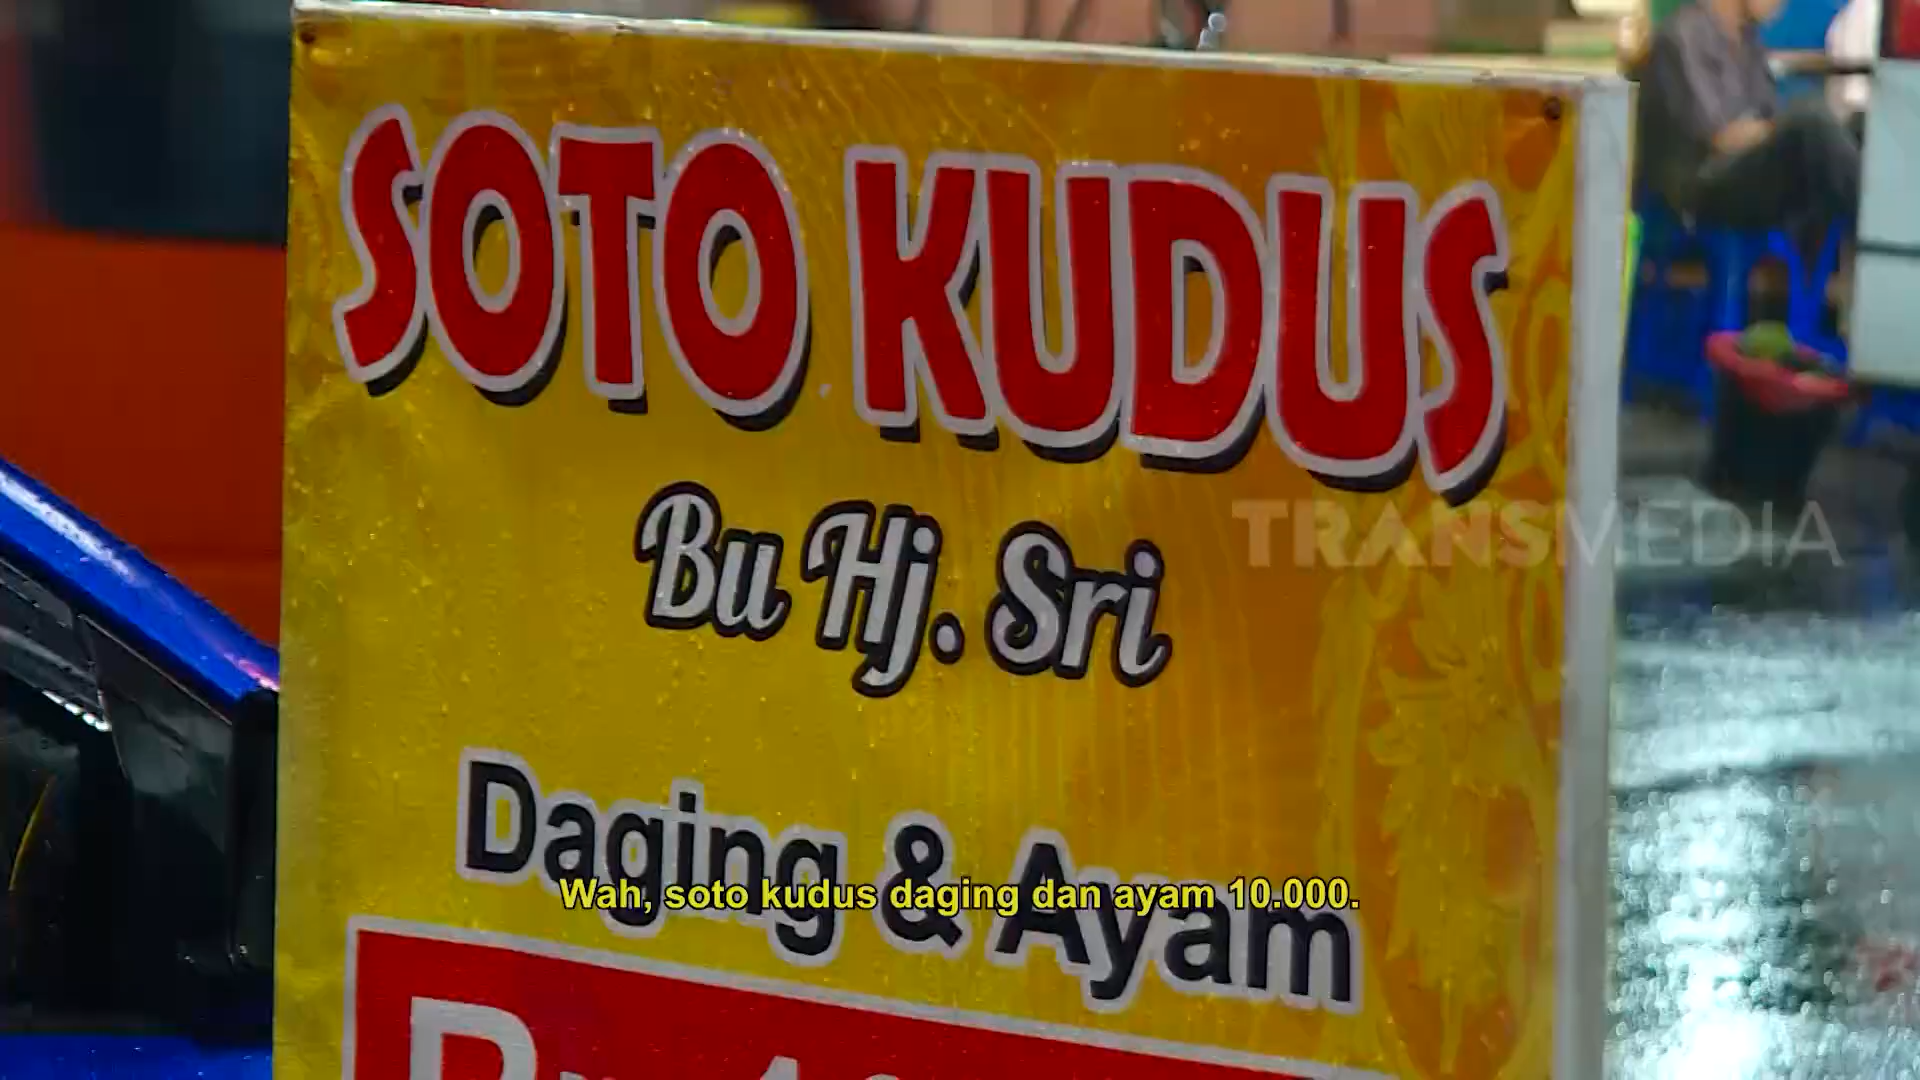 SOTO KUDUS
Bu Hj. Sri
TRANSMEDIA
Daging & Ayam
Wah, soto kudus daging dan ayam 10.000.